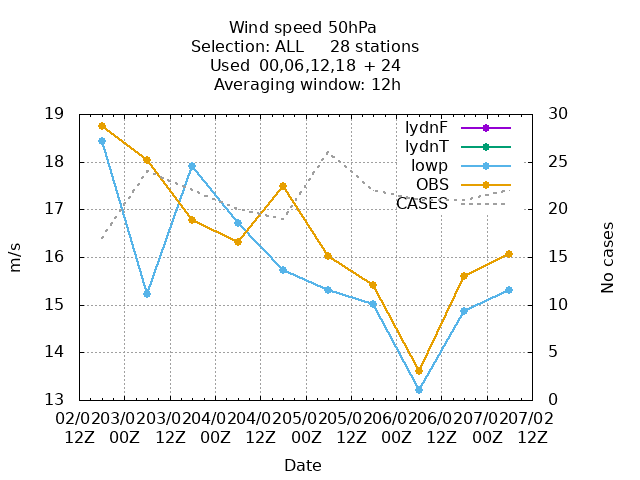 Wind speed 50hPa
Selection: ALL 28 stations
Used 00,06,12,18 + 24
Averaging window: 12h
19
18
17
16
15
14
13
m/s
30
25
20
15
10
5
0
No cases
lydnF
lydnT
lowp
OBS
CASES
02/02 03/02 03/02 04/02 04/02 05/02 05/02 06/02 06/02 07/02 07/02
12Z 00Z 12Z 00Z 12Z 00Z 12Z 00Z 12Z 00Z 12Z
Date